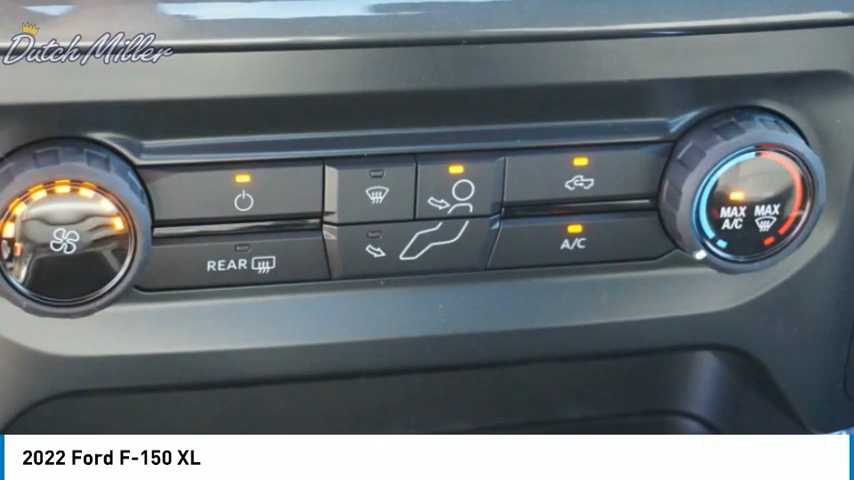 Dutch Miller
REAR
A/C
MAX A/C
MAX
2022 Ford F-150 XL